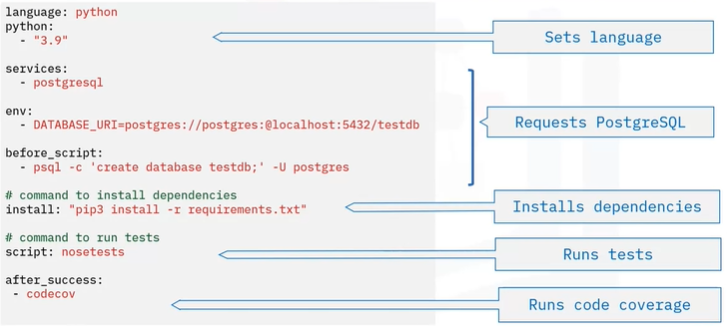 language: python
python:
  - "3.9"
Sets language
services:
  - postgresql
env:
  - DATABASE_URI=postgres://postgres:@localhost:5432/testdb
Requests PostgreSQL
before_script:
  - psql -c 'create database testdb;' -U postgres
# command to install dependencies
install: "pip3 install -r requirements.txt"
Installs dependencies
# command to run tests
script: nosetests
Runs tests
after_success:
  - codecov
Runs code coverage